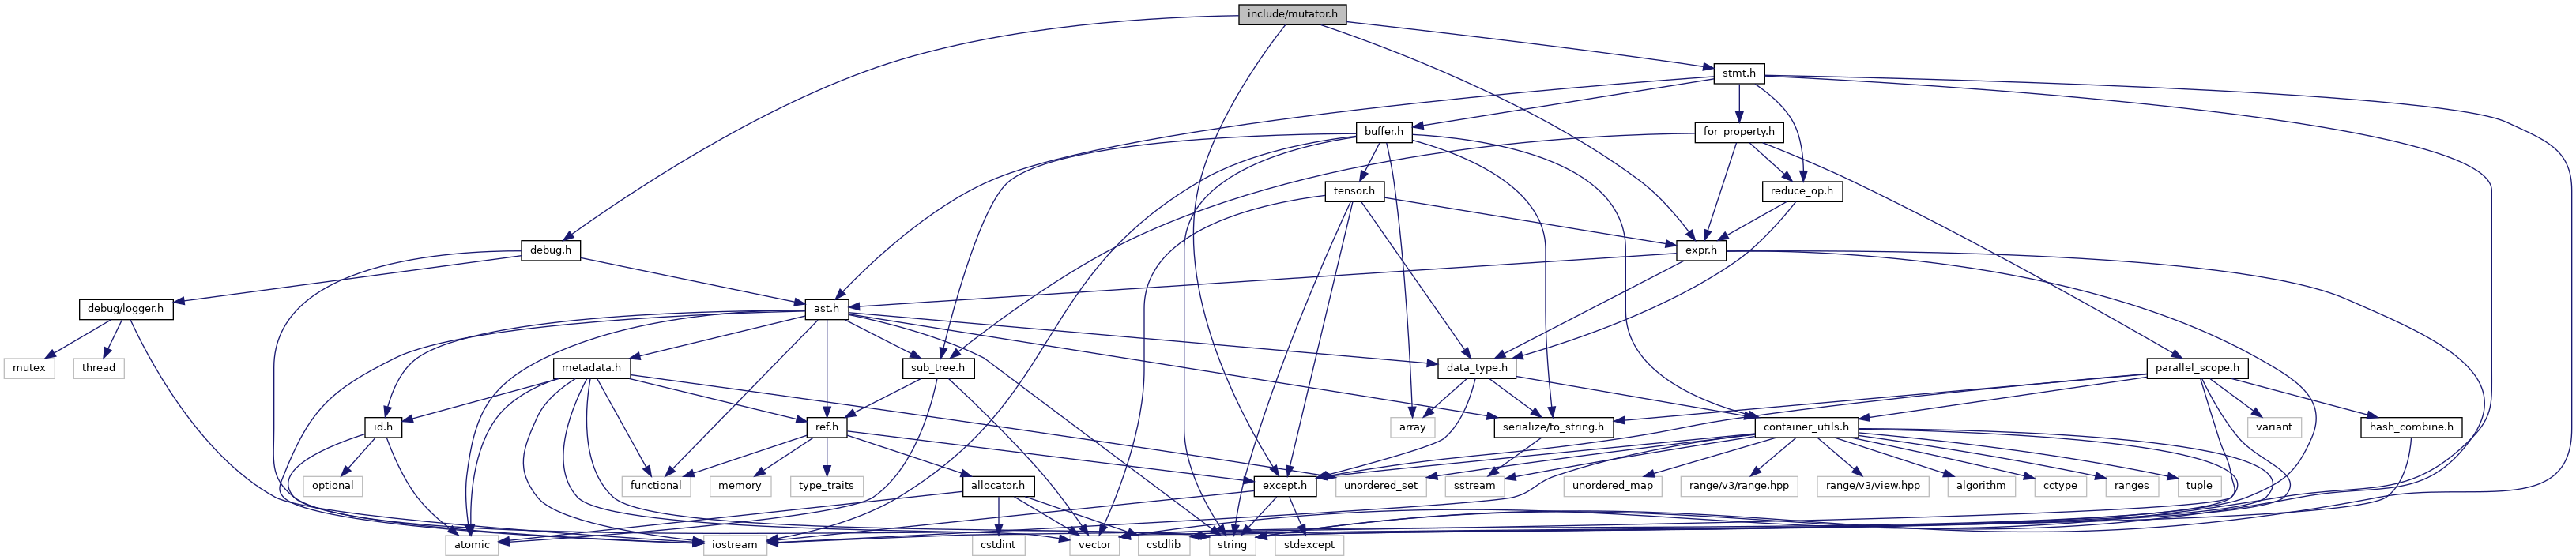 include/mutator.h
stmt.h
buffer.h
for_property.h
tensor.h
reduce_op.h
debug.h
expr.h
debug/logger.h
ast.h
mutex
thread
metadata.h
sub_tree.h
data_type.h
parallel_scope.h
id.h
ref.h
array
serialize/to_string.h
container_utils.h
variant
hash_combine.h
optional
functional
memory
type_traits
allocator.h
except.h
unordered_set
sstream
unordered_map
range/v3/range.hpp
range/v3/view.hpp
algorithm
cctype
ranges
tuple
atomic
iostream
cstdint
vector
cstdlib
string
stdexcept